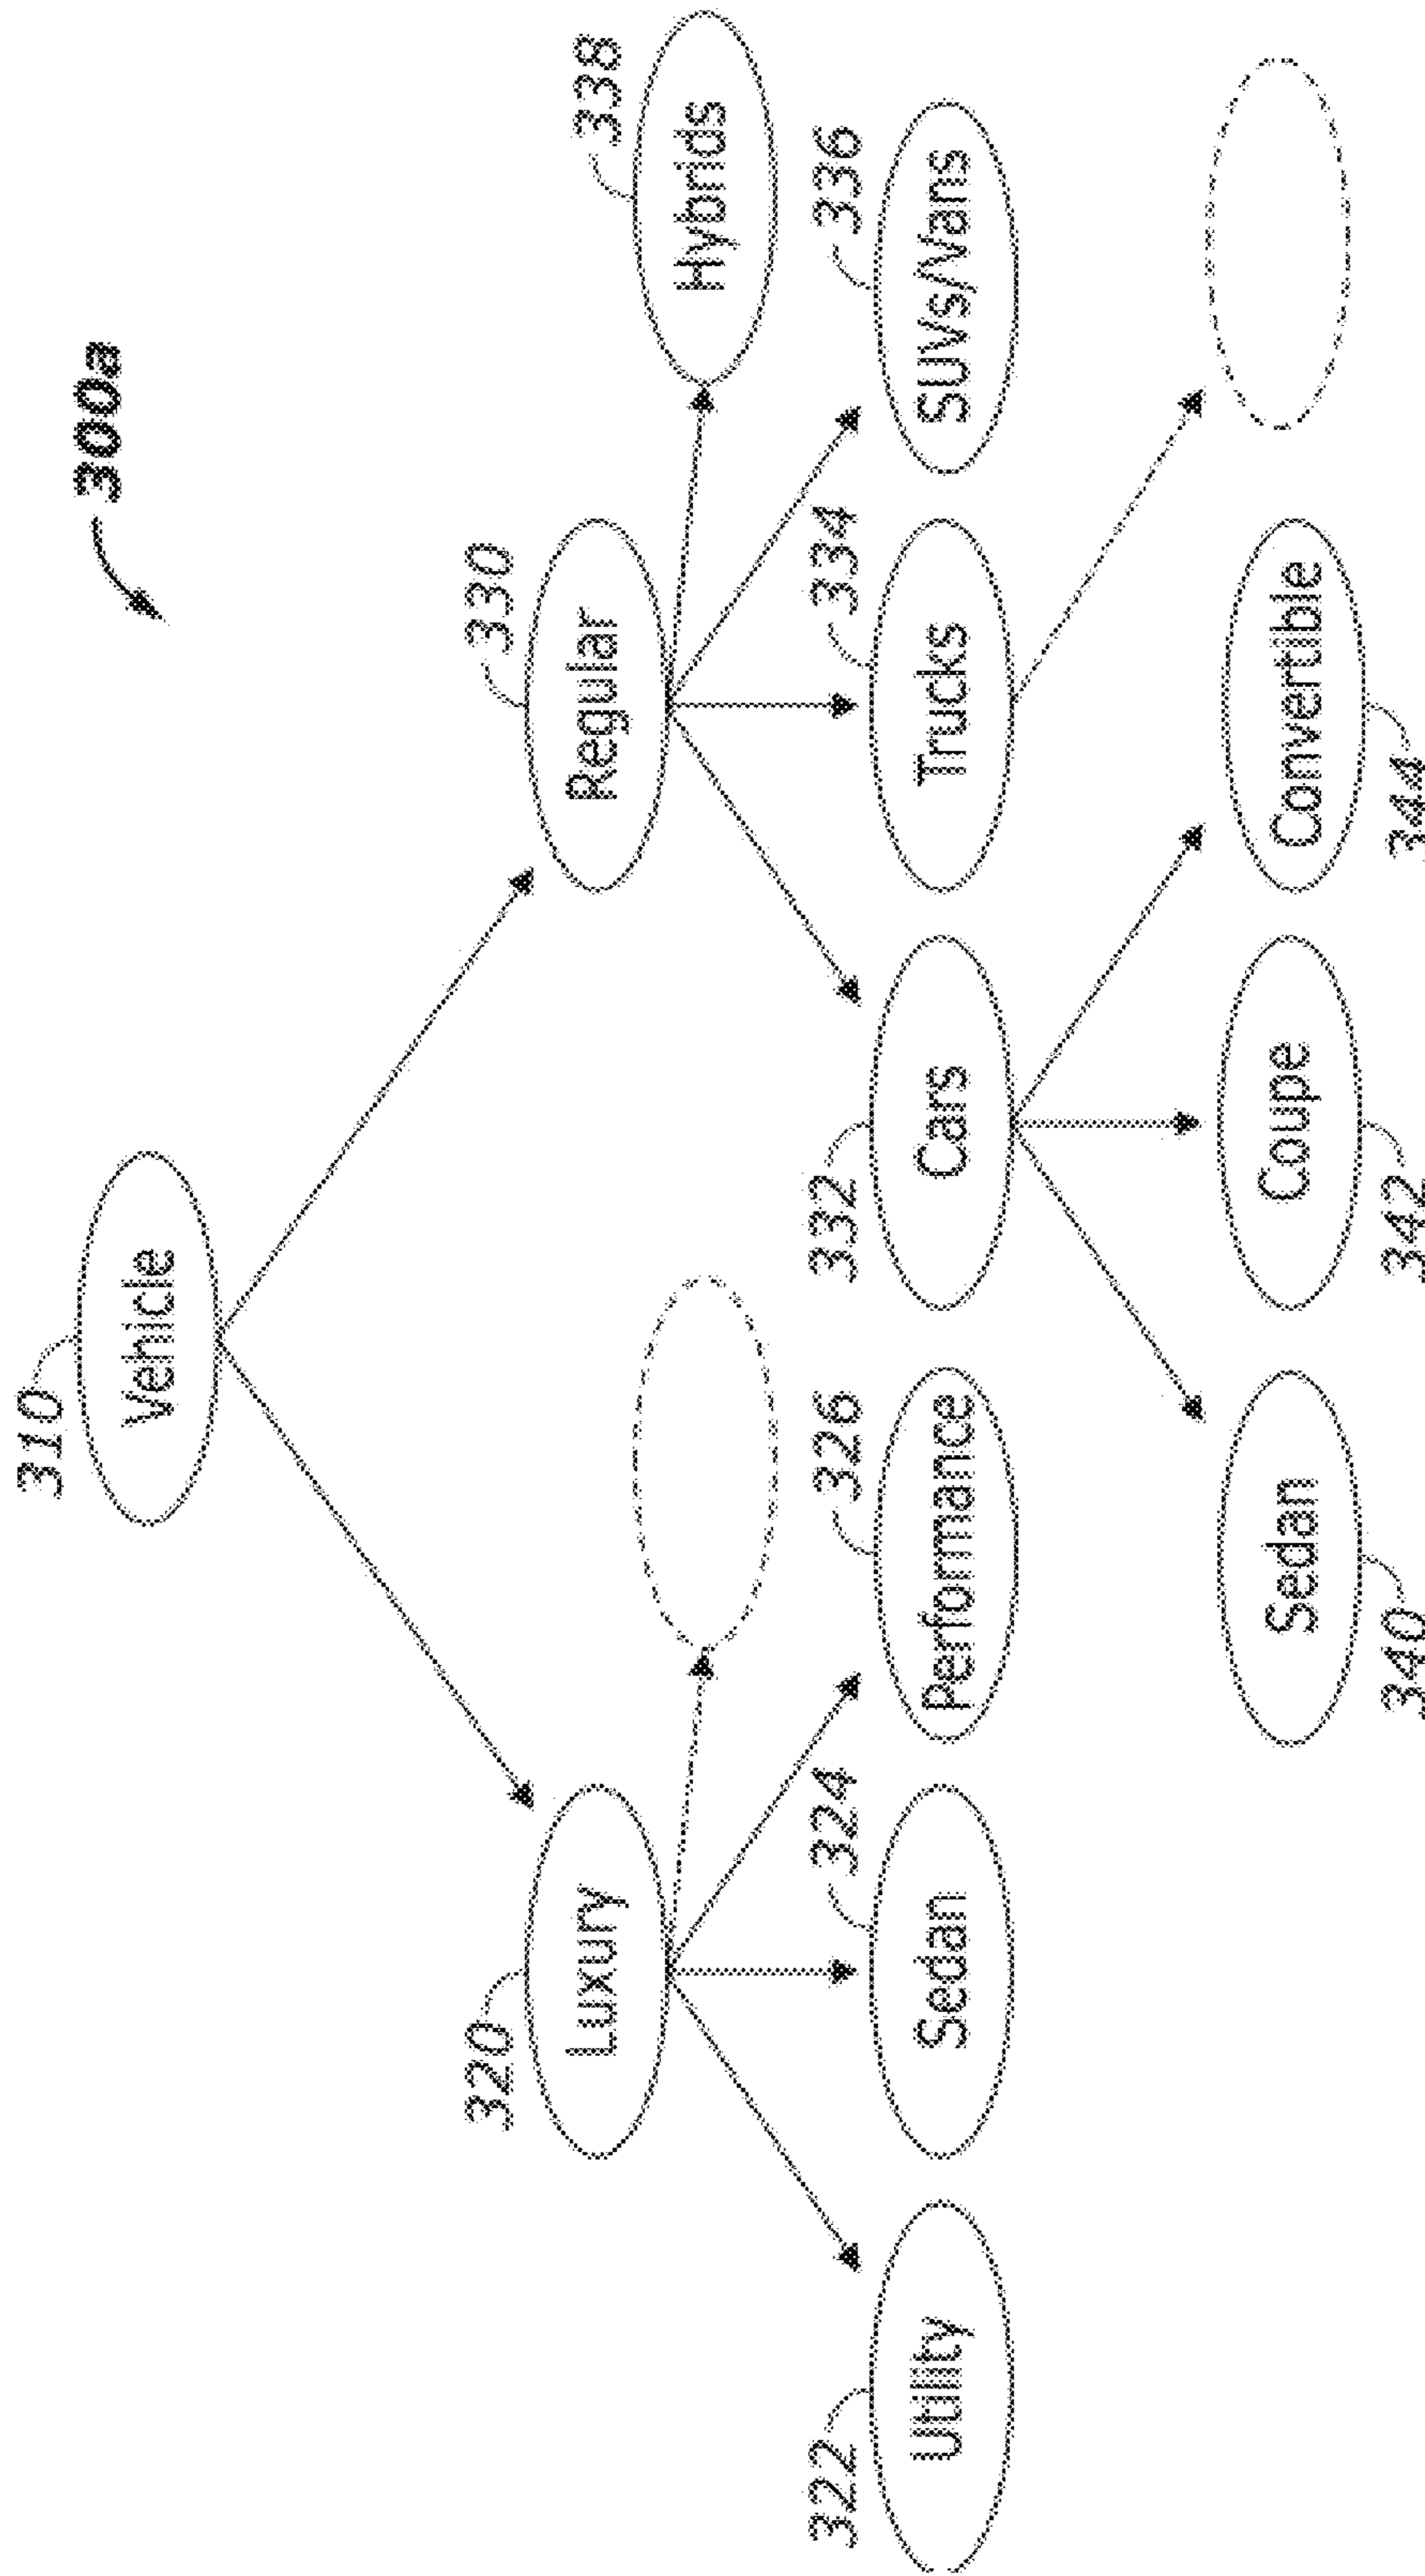 300a
310
Vehicle
320
Luxury
330
Regular
338
Hybrids
322
Utility
324
Sedan
326
Performance
332
Cars
334
Trucks
336
SUVs/Vans
Sedan
340
Coupe
342
Convertible
344